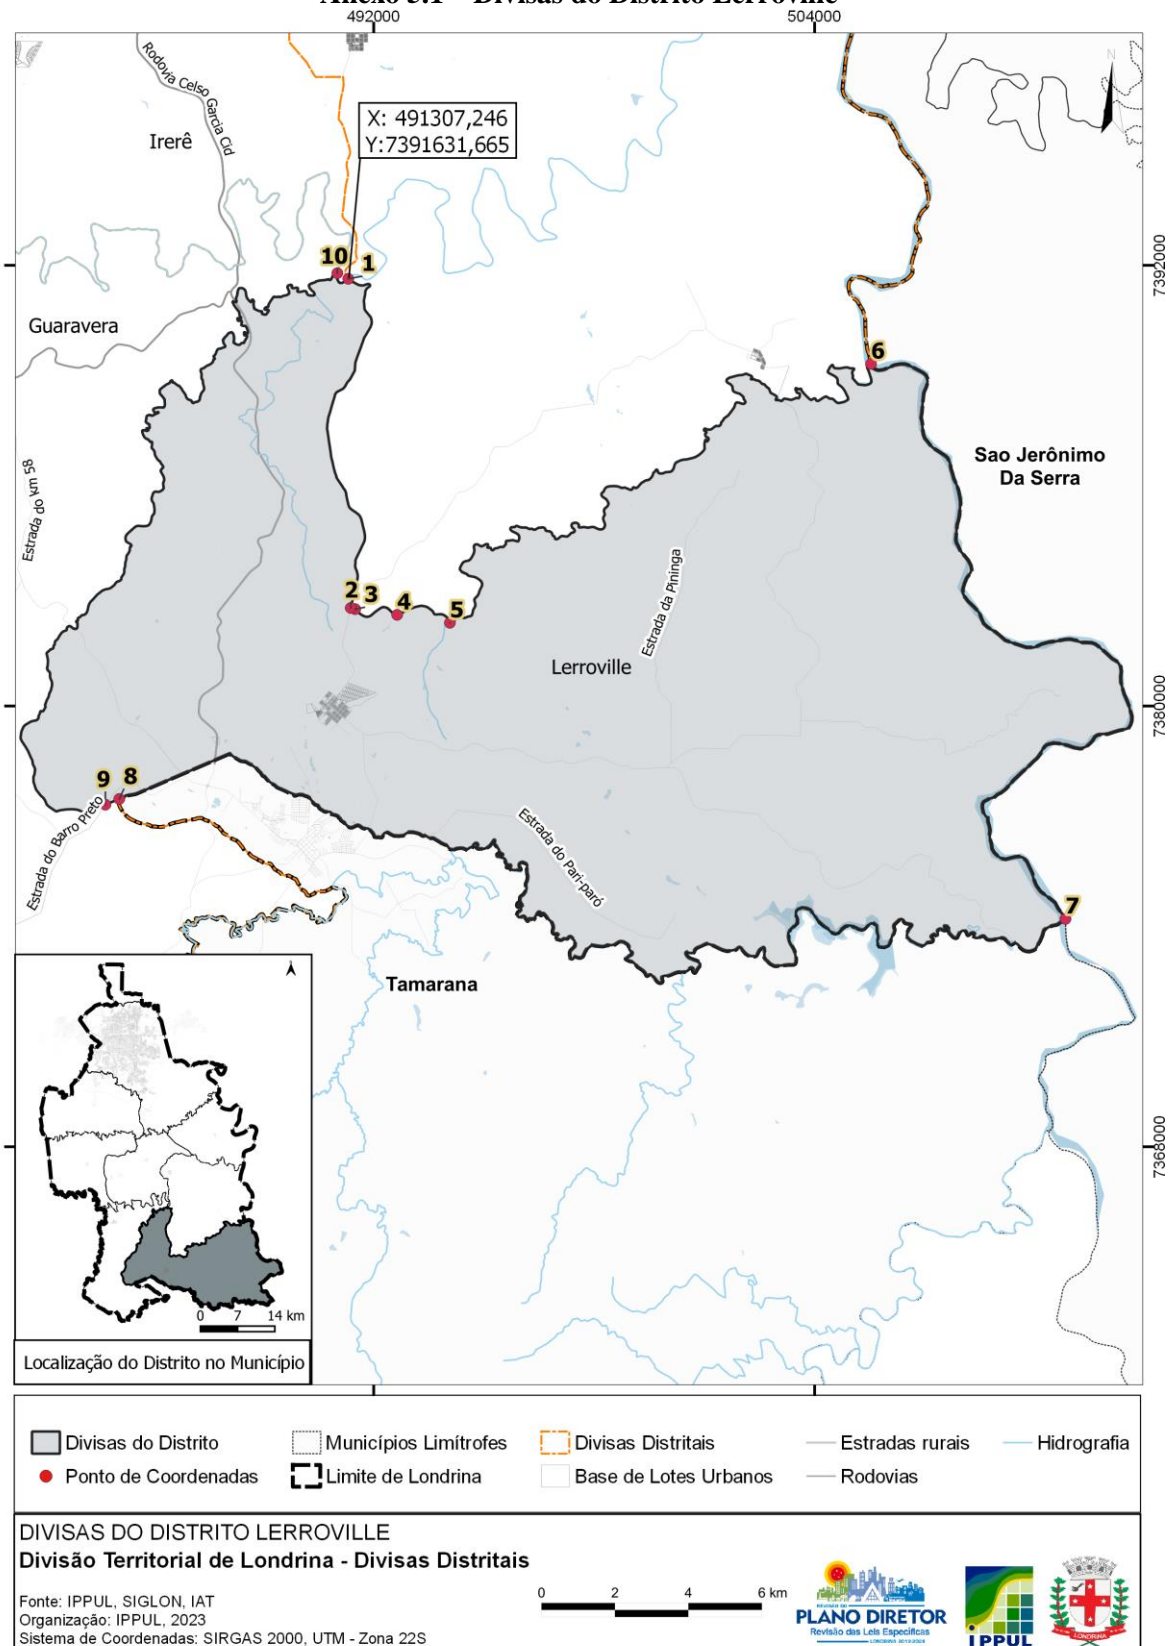 Anexo 3.1 – Divisas do Distrito Lerroville
492000
504000
N
Rodovia Celso Garcia Cid
X: 491307,246
Y:7391631,665
Irerê
10
1
7392000
Guaravera
6
Sao Jerônimo
Da Serra
Estrada do km 58
Estrada da Pininga
2
3
4
5
Lerroville
7380000
9
8
Estrada do Barro Preto
Estrada do Pari-paró
7
Tamarana
7368000
0 7 14 km
Localização do Distrito no Município
Divisas do Distrito
Municípios Limítrofes
Divisas Distritais
Estradas rurais
Hidrografia
Ponto de Coordenadas
Limite de Londrina
Base de Lotes Urbanos
Rodovias
DIVISAS DO DISTRITO LERROVILLE
Divisão Territorial de Londrina - Divisas Distritais
Fonte: IPPUL, SIGLON, IAT
Organização: IPPUL, 2023
Sistema de Coordenadas: SIRGAS 2000, UTM - Zona 22S
0 2 4 6 km
PLANO DIRETOR
Revisão das Leis Específicas
IPPUL
LONDRINA